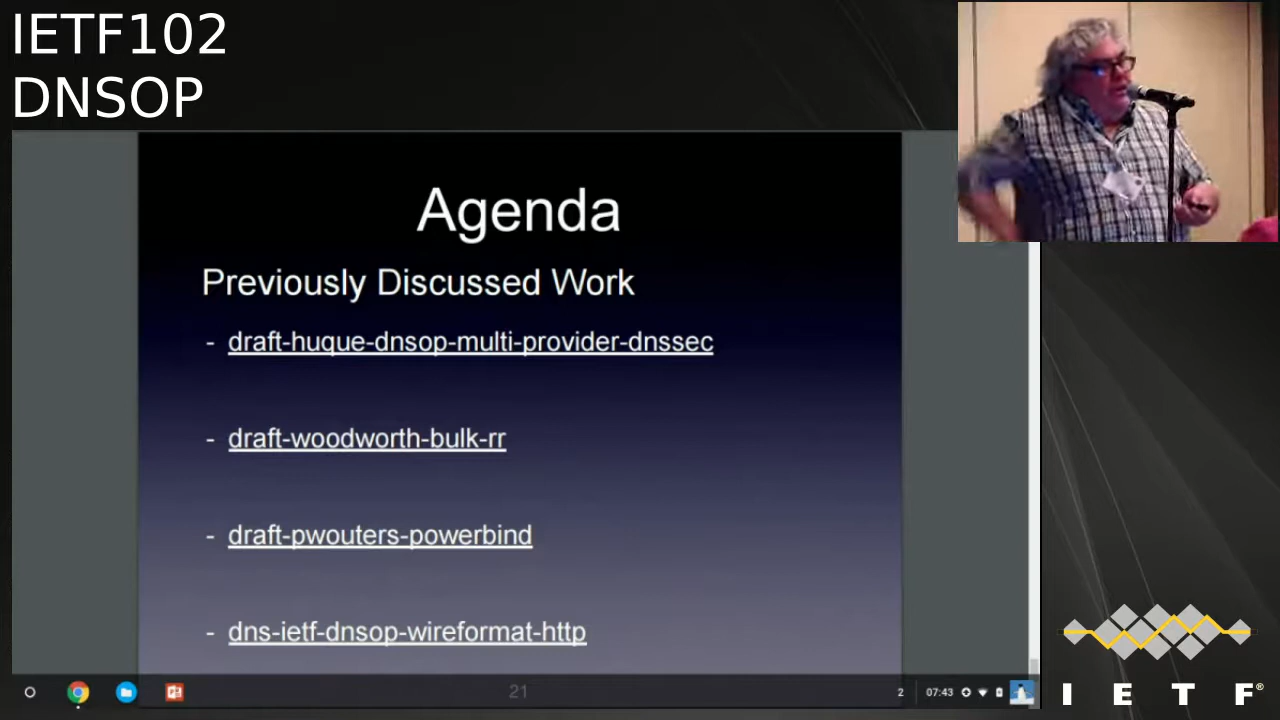 IETF102
DNSOP
Agenda
Previously Discussed Work
- draft-huque-dnsop-multi-provider-dnssec
- draft-woodworth-bulk-rr
- draft-pwouters-powerbind
- dns-ietf-dnsop-wireformat-http
21
2
07:43
I E T F®